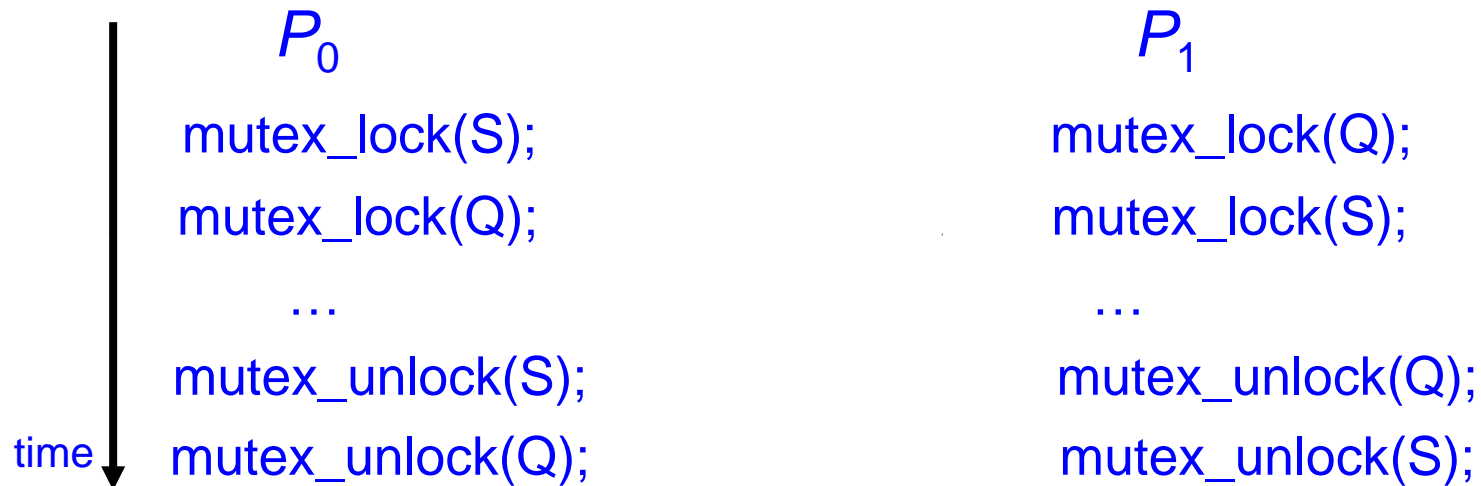 P₀ P₁
mutex_lock(S); mutex_lock(Q);
mutex_lock(Q); mutex_lock(S);
… …
mutex_unlock(S); mutex_unlock(Q);
time mutex_unlock(Q); mutex_unlock(S);